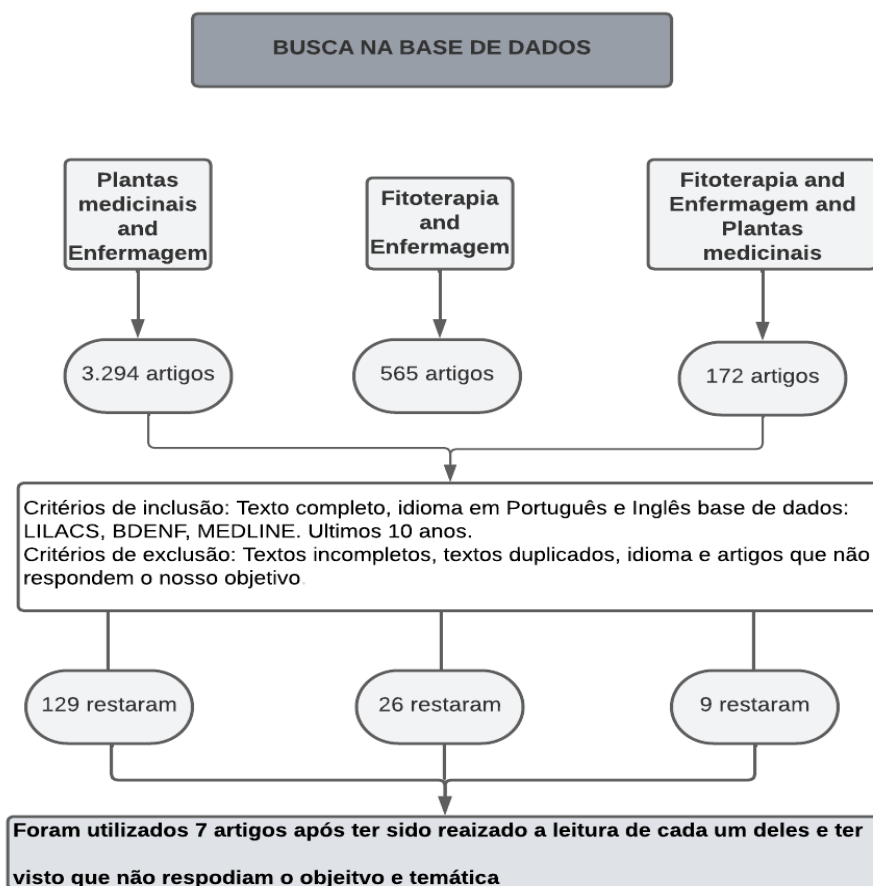 BUSCA NA BASE DE DADOS
Plantas
medicinais
and
Enfermagem
Fitoterapia
and
Enfermagem
Fitoterapia and
Enfermagem and
Plantas
medicinais
3.294 artigos
565 artigos
172 artigos
Critérios de inclusão: Texto completo, idioma em Português e Inglês base de dados:
LILACS, BDENF, MEDLINE. Ultimos 10 anos.
Critérios de exclusão: Textos incompletos, textos duplicados, idioma e artigos que não
respondem o nosso objetivo.
129 restaram
26 restaram
9 restaram
Foram utilizados 7 artigos após ter sido reaizado a leitura de cada um deles e ter
visto que não respodiam o objeitvo e temática